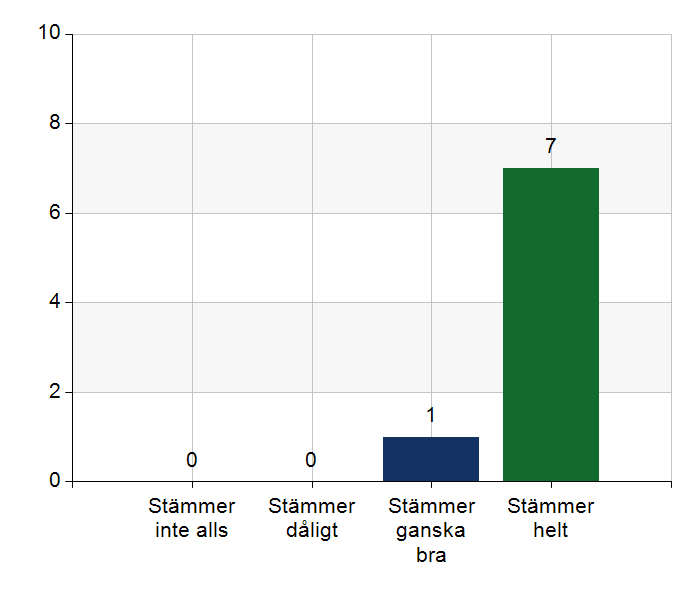 10
8
6
4
2
0
0
0
1
7
Stämmer
inte alls
Stämmer
dåligt
Stämmer
ganska
bra
Stämmer
helt